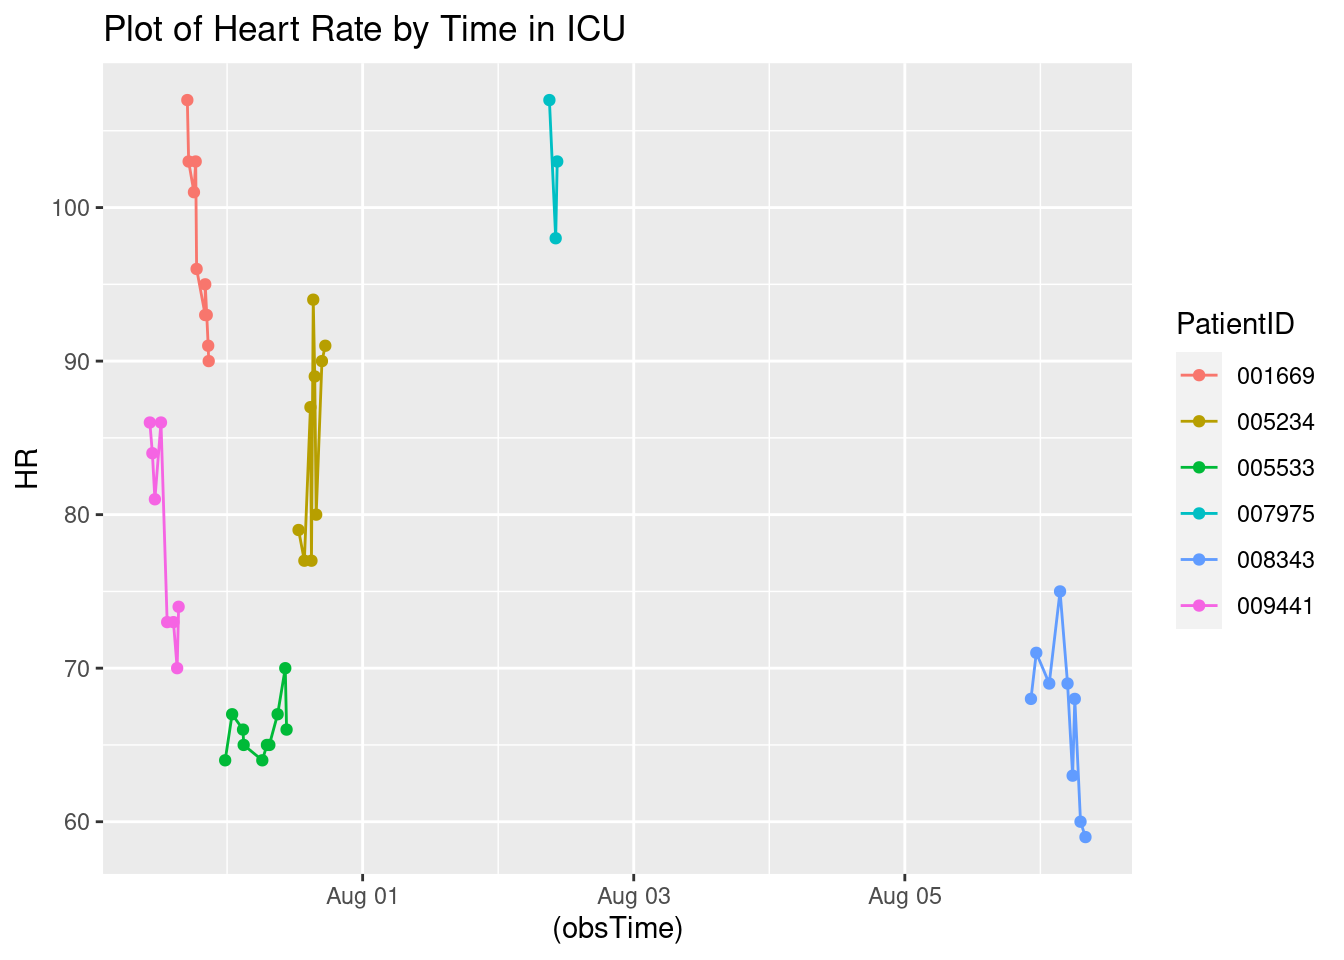 Plot of Heart Rate by Time in ICU
100
90
80
70
60
HR
Aug 01
Aug 03
Aug 05
(obsTime)
PatientID
001669
005234
005533
007975
008343
009441